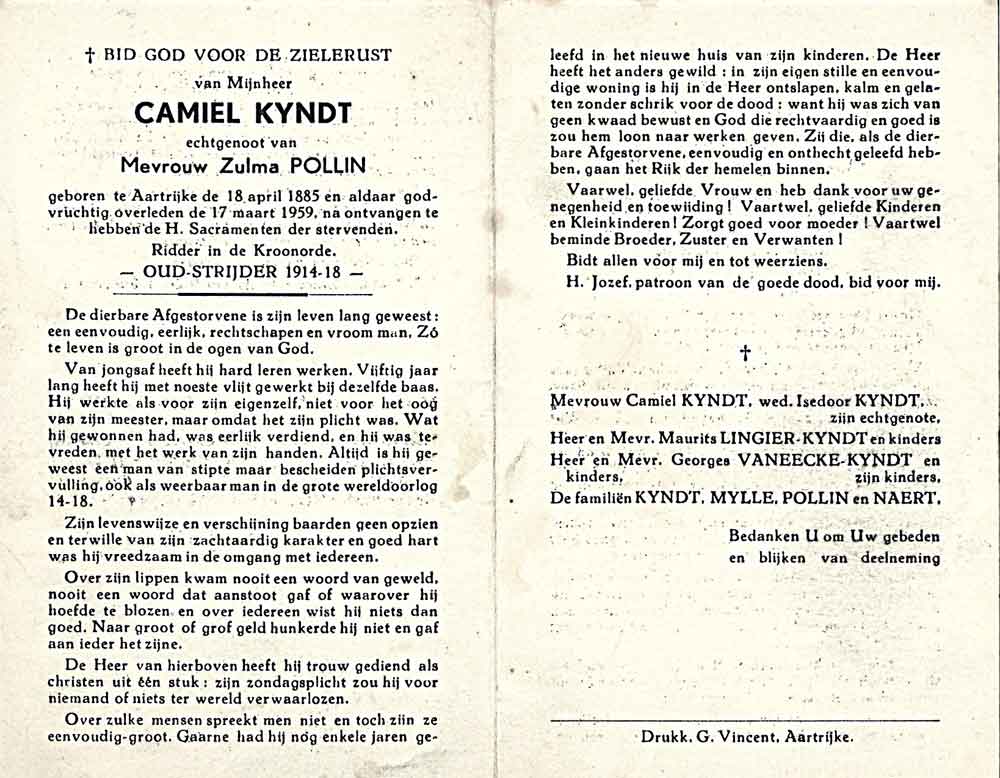 † BID GOD VOOR DE ZIELERUST
van Mijnheer
CAMIEL KYNDT
echtgenoot van
Mevrouw Zulma POLLIN
geboren te Aartrijke de 18 april 1885 en aldaar god-
vruchtig overleden de 17 maart 1959, na ontvangen te
hebben de H. Sacramenten der stervenden.
Ridder in de Kroonorde.
— OUD-STRIJDER 1914-18 —
De dierbare Afgestorvene is zijn leven lang geweest :
een eenvoudig, eerlijk, rechtschapen en vroom man. Zó
te leven is groot in de ogen van God.
Van jongsaf heeft hij hard leren werken. Vijftig jaar
lang heeft hij met noeste vlijt gewerkt bij dezelfde baas.
Hij werkte als voor zijn eigenzelf, niet voor het oog
van zijn meester, maar omdat het zijn plicht was. Wat
hij gewonnen had, was eerlijk verdiend, en hij was te-
vreden met het werk van zijn handen. Altijd is hij ge-
weest een man van stipte maar bescheiden plichtsver-
vulling, ook als weerbaar man in de grote wereldoorlog
14-18.
Zijn levenswijze en verschijning baarden geen opzien
en terwille van zijn zachtaardig karakter en goed hart
was hij vreedzaam in de omgang met iedereen.
Over zijn lippen kwam nooit een woord van geweld,
nooit een woord dat aanstoot gaf of waarover hij
hoefde te blozen en over iedereen wist hij niets dan
goed. Naar groot of grof geld hunkerde hij niet en gaf
aan ieder het zijne.
De Heer van hierboven heeft hij trouw gediend als
christen uit één stuk : zijn zondagsplicht zou hij voor
niemand of niets ter wereld verwaarlozen.
Over zulke mensen spreekt men niet en toch zijn ze
eenvoudig-groot. Gaarne had hij nog enkele jaren ge-
leefd in het nieuwe huis van zijn kinderen. De Heer
heeft het anders gewild : in zijn eigen stille en eenvou-
dige woning is hij in de Heer ontslapen, kalm en gela-
ten zonder schrik voor de dood : want hij was zich van
geen kwaad bewust en God die rechtvaardig en goed is
zou hem loon naar werken geven. Zij die, als de dier-
bare Afgestorvene, eenvoudig en onthecht geleefd heb-
ben, gaan het Rijk der hemelen binnen.
Vaarwel, geliefde Vrouw en heb dank voor uw ge-
negenheid en toewijding ! Vaartwel, geliefde Kinderen
en Kleinkinderen ! Zorgt goed voor moeder ! Vaartwel
beminde Broeder, Zuster en Verwanten !
Bidt allen voor mij en tot weerziens.
H. Jozef, patroon van de goede dood, bid voor mij.
†
Mevrouw Camiel KYNDT, wed. Isedoor KYNDT,
zijn echtgenote,
Heer en Mevr. Maurits LINGIER-KYNDT en kinders
Heer en Mevr. Georges VANEECKE-KYNDT en
kinders, zijn kinders,
De familiën KYNDT, MYLLE, POLLIN en NAERT,
Bedanken U om Uw gebeden
en blijken van deelneming
Drukk. G. Vincent, Aartrijke.